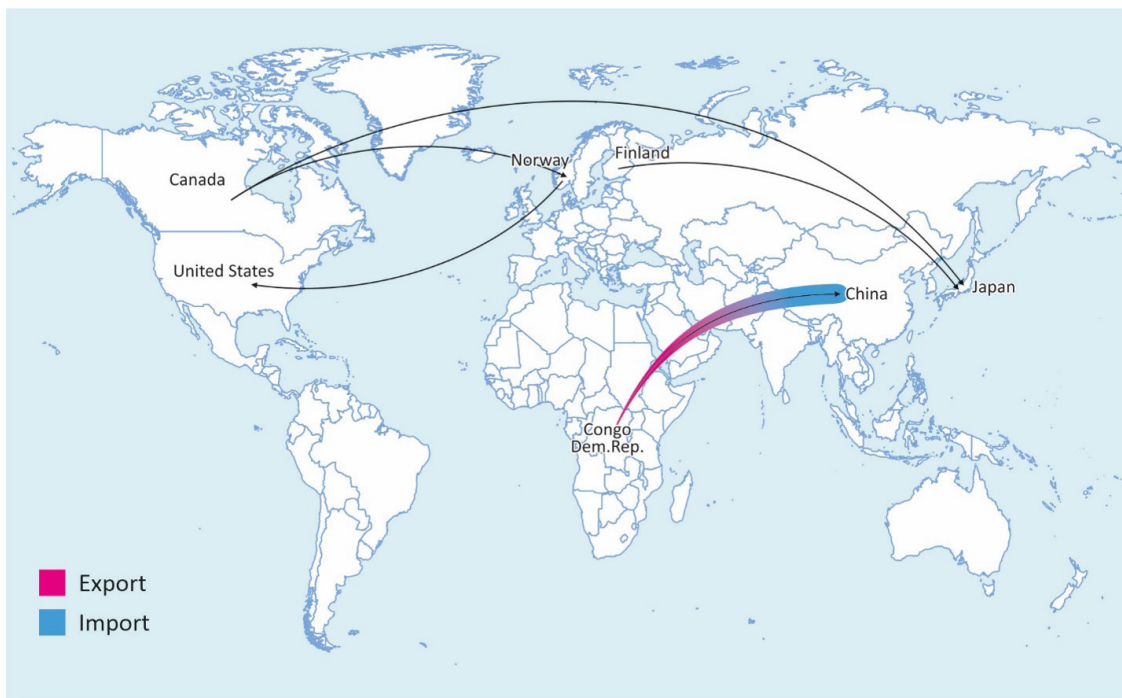 Norway
Finland
Canada
United States
China
Japan
Congo
Dem.Rep.
Export
Import